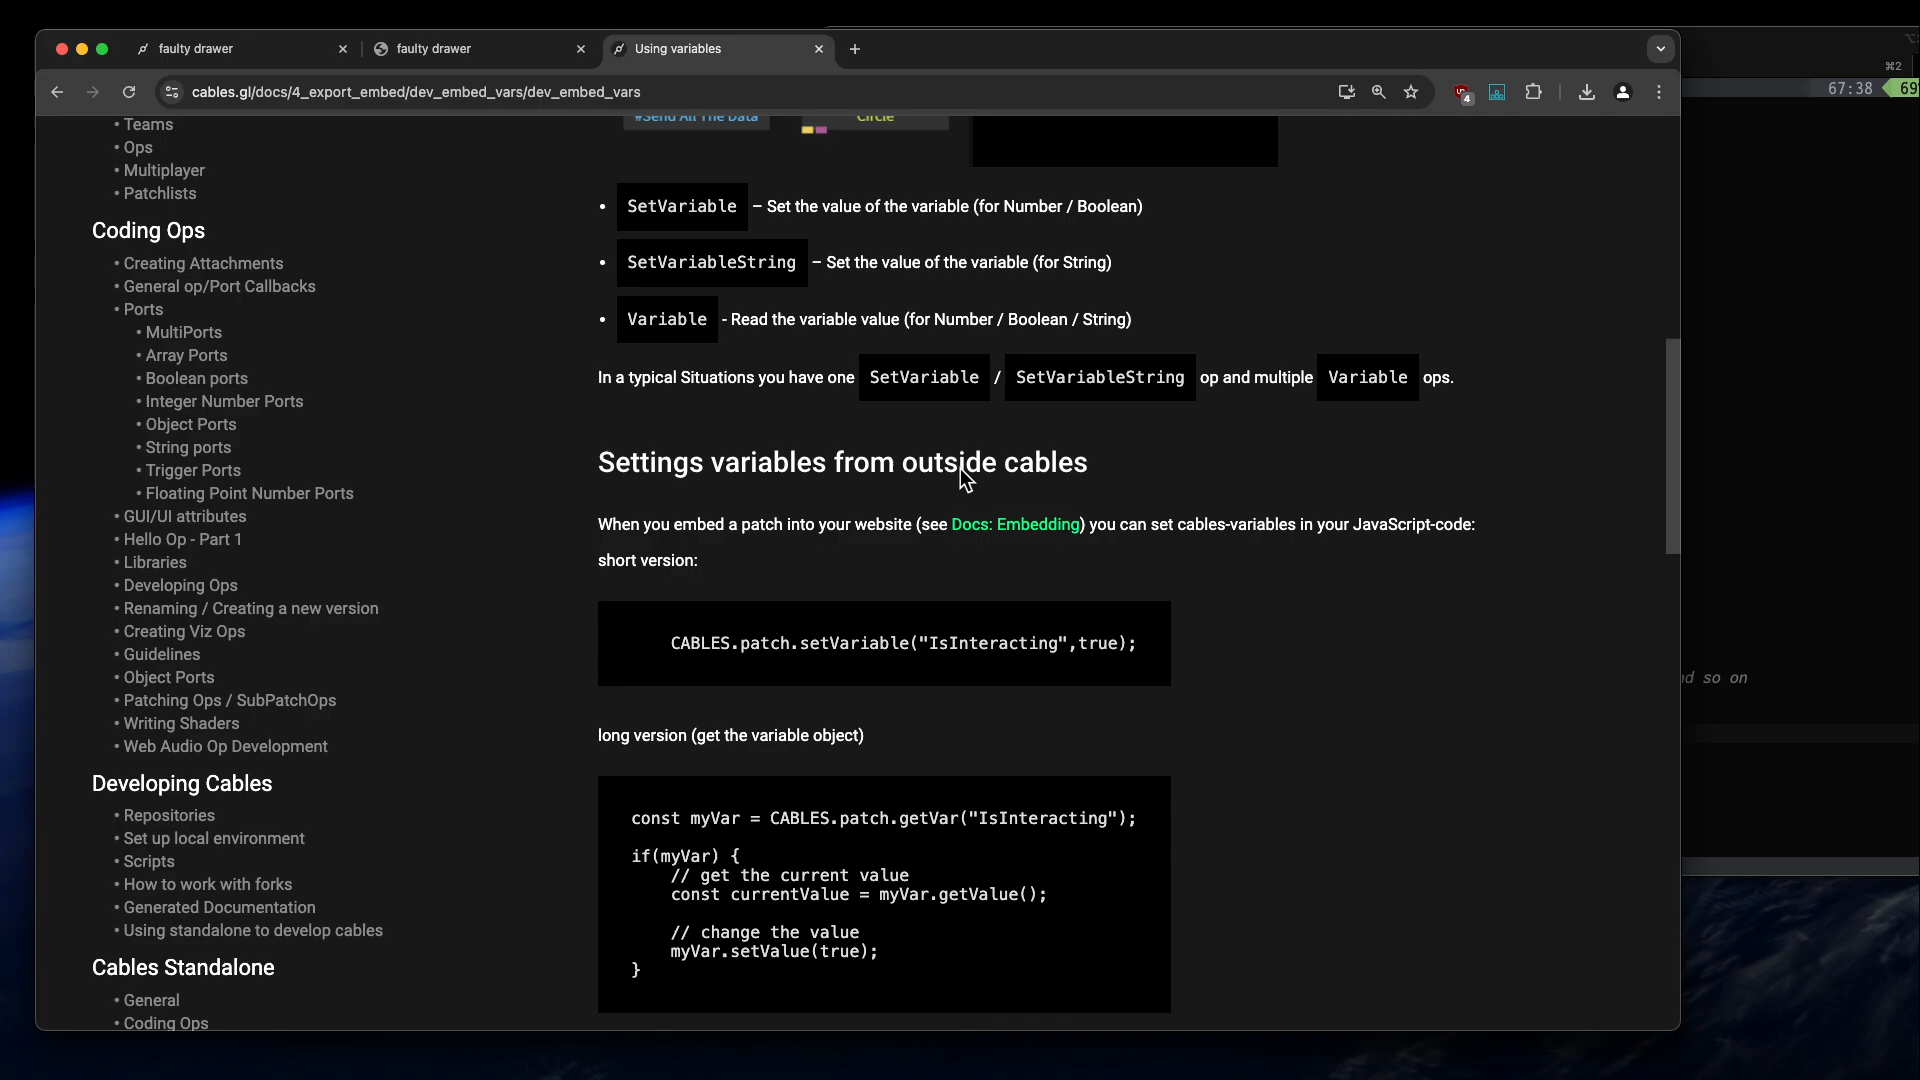 faulty drawer
faulty drawer
Using variables
⌘2
cables.gl/docs/4_export_embed/dev_embed_vars/dev_embed_vars
4
67:38
69
• Teams
• Ops
• Multiplayer
• Patchlists
Coding Ops
• Creating Attachments
• General op/Port Callbacks
• Ports
• MultiPorts
• Array Ports
• Boolean ports
• Integer Number Ports
• Object Ports
• String ports
• Trigger Ports
• Floating Point Number Ports
• GUI/UI attributes
• Hello Op - Part 1
• Libraries
• Developing Ops
• Renaming / Creating a new version
• Creating Viz Ops
• Guidelines
• Object Ports
• Patching Ops / SubPatchOps
• Writing Shaders
• Web Audio Op Development
Developing Cables
• Repositories
• Set up local environment
• Scripts
• How to work with forks
• Generated Documentation
• Using standalone to develop cables
Cables Standalone
• General
• Coding Ops
#Send All The Data
Circle
• SetVariable – Set the value of the variable (for Number / Boolean)
• SetVariableString – Set the value of the variable (for String)
• Variable - Read the variable value (for Number / Boolean / String)
In a typical Situations you have one SetVariable / SetVariableString op and multiple Variable ops.
Settings variables from outside cables
When you embed a patch into your website (see Docs: Embedding) you can set cables-variables in your JavaScript-code:
short version:
CABLES.patch.setVariable("IsInteracting",true);
long version (get the variable object)
const myVar = CABLES.patch.getVar("IsInteracting");
if(myVar) {
// get the current value
const currentValue = myVar.getValue();
// change the value
myVar.setValue(true);
}
nd so on